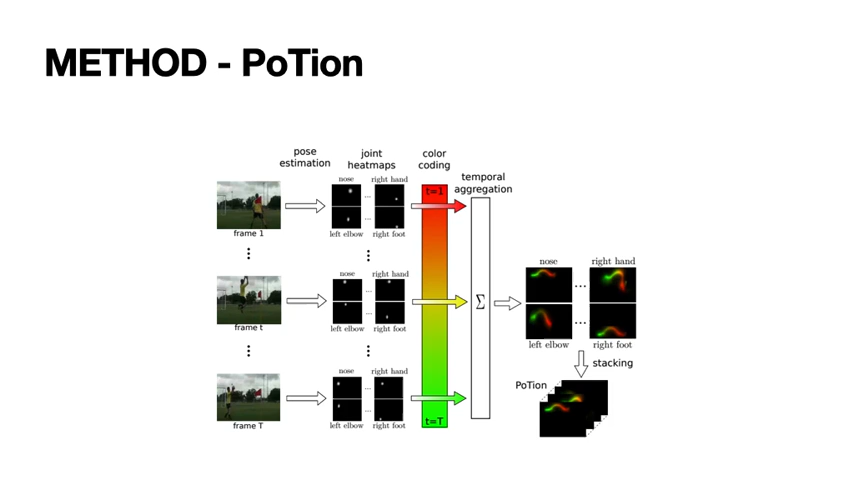 METHOD - PoTion
pose
estimation
joint
heatmaps
color
coding
temporal
aggregation
nose
right hand
t=1
...
...
left elbow
right foot
frame 1
nose
right hand
...
...
left elbow
right foot
frame t
Σ
nose
right hand
...
...
left elbow
right foot
stacking
PoTion
nose
right hand
...
...
left elbow
right foot
frame T
t=T